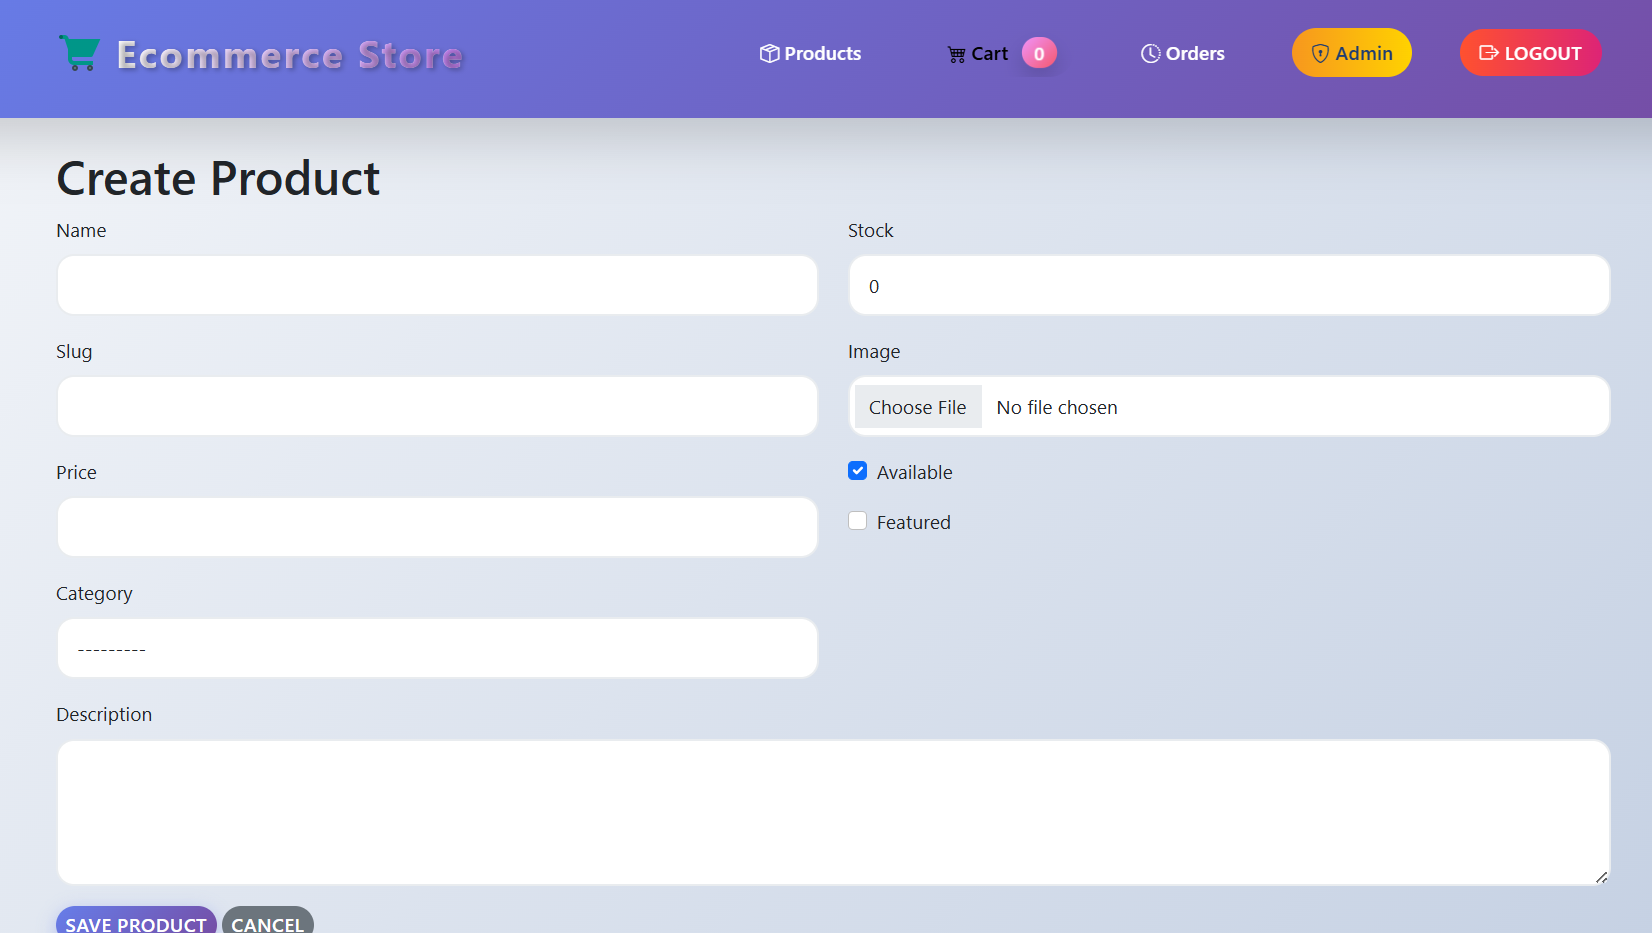 Ecommerce Store
Products
Cart 0
Orders
Admin
LOGOUT
Create Product
Name
Stock
0
Slug
Image
Choose File No file chosen
Price
Available
Featured
Category
---------
Description
SAVE PRODUCT
CANCEL